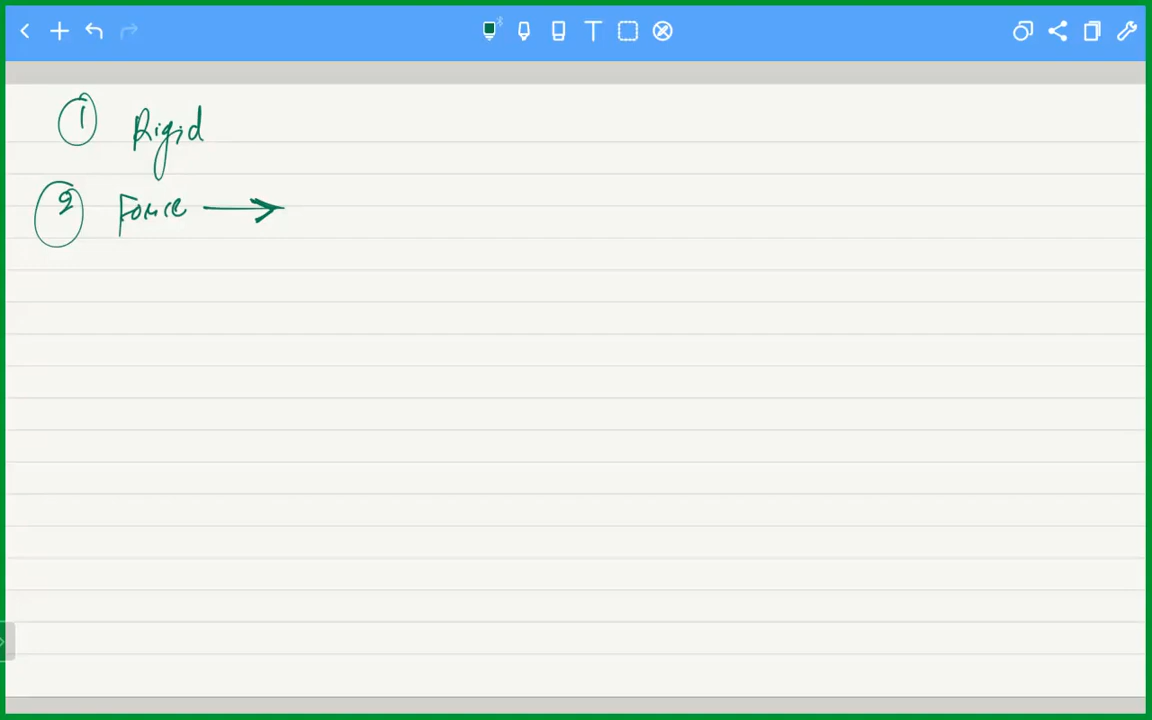 ① Rigid
② Force →